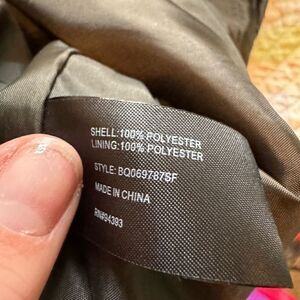 SHELL:100% POLYESTER
LINING:100% POLYESTER
STYLE: BQ069787SF
MADE IN CHINA
RN#94393